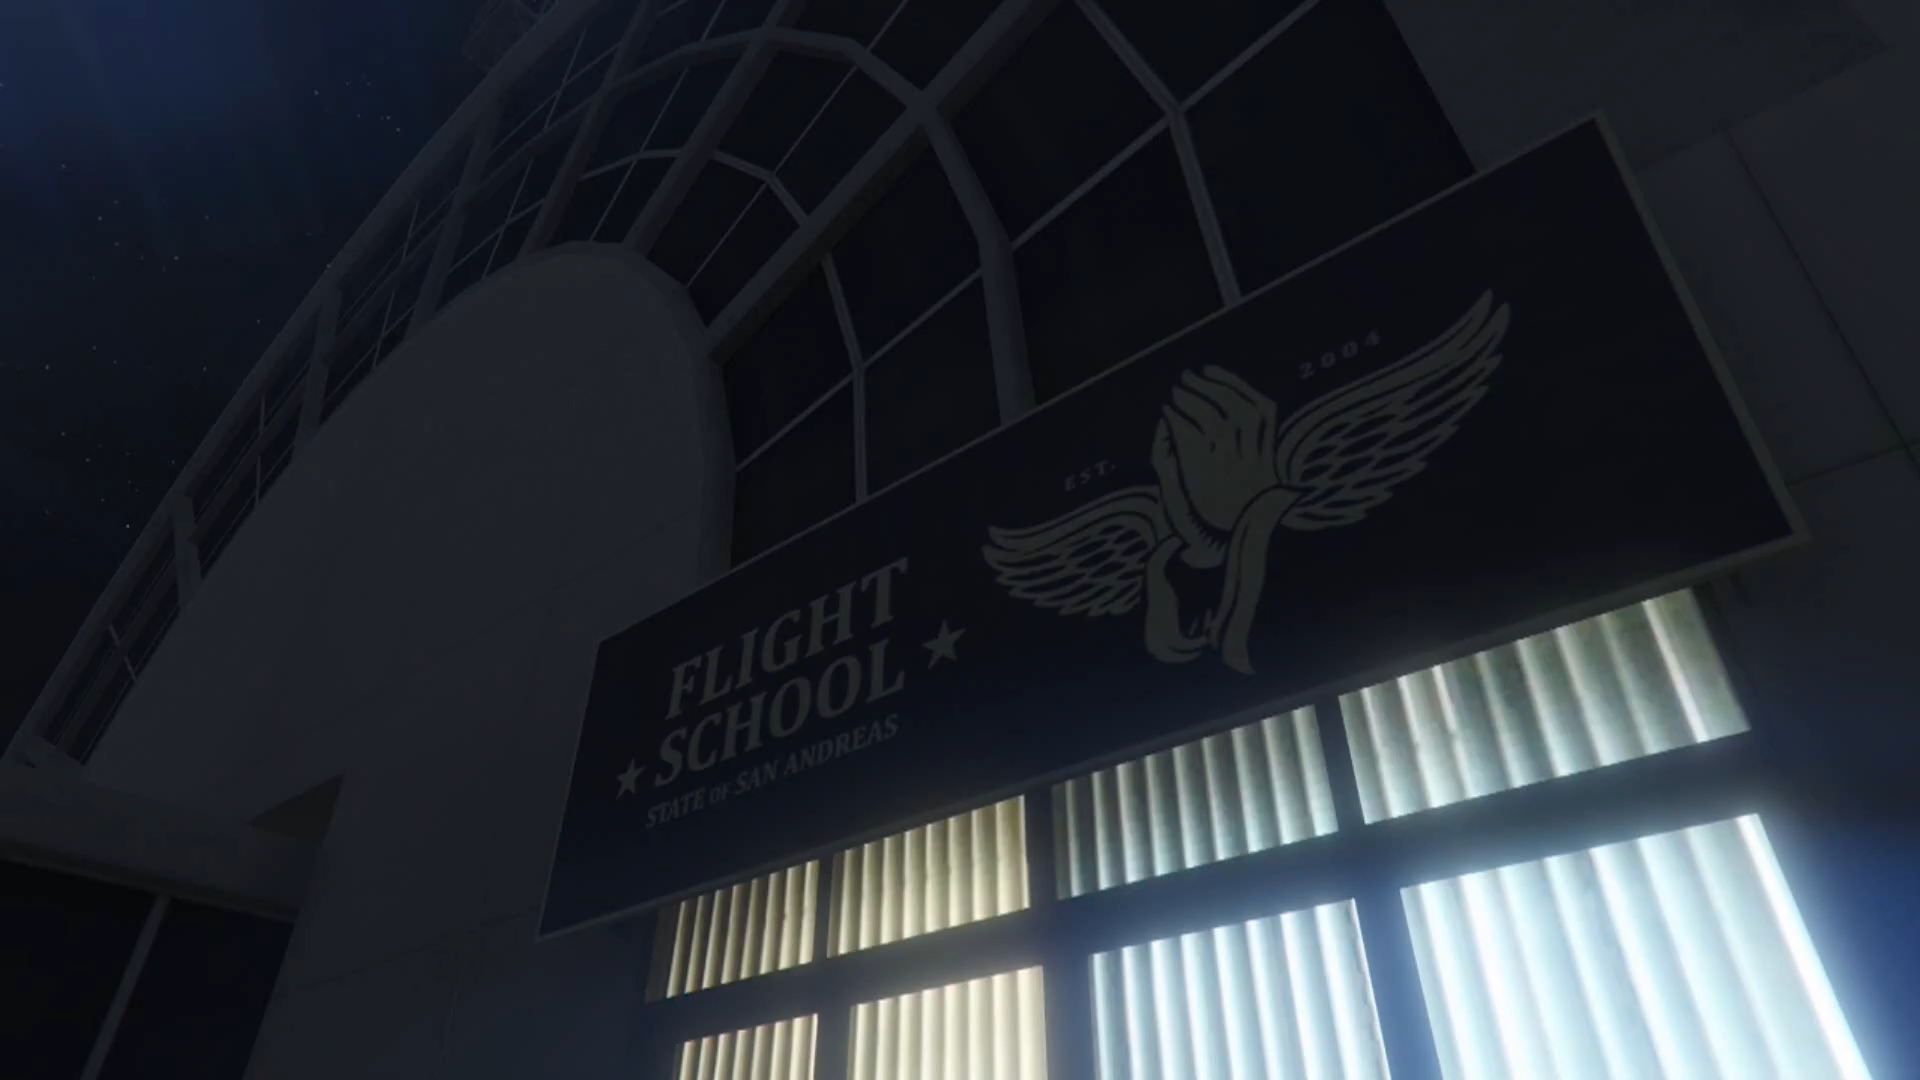 FLIGHT
SCHOOL
STATE OF SAN ANDREAS
EST.
2004